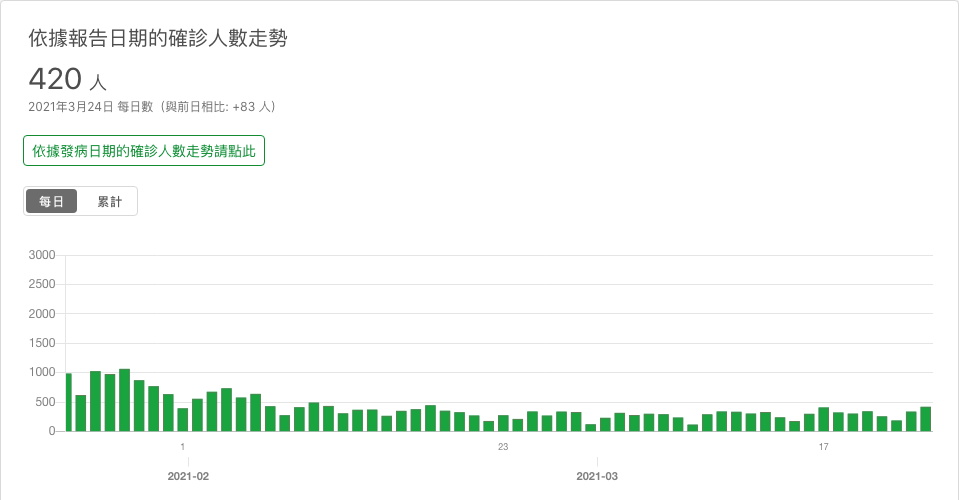 依據報告日期的確診人數走勢
420 人
2021年3月24日 每日數（與前日相比: +83 人）
依據發病日期的確診人數走勢請點此
每日 累計
3000
2500
2000
1500
1000
500
0
1 23 17
2021-02 2021-03